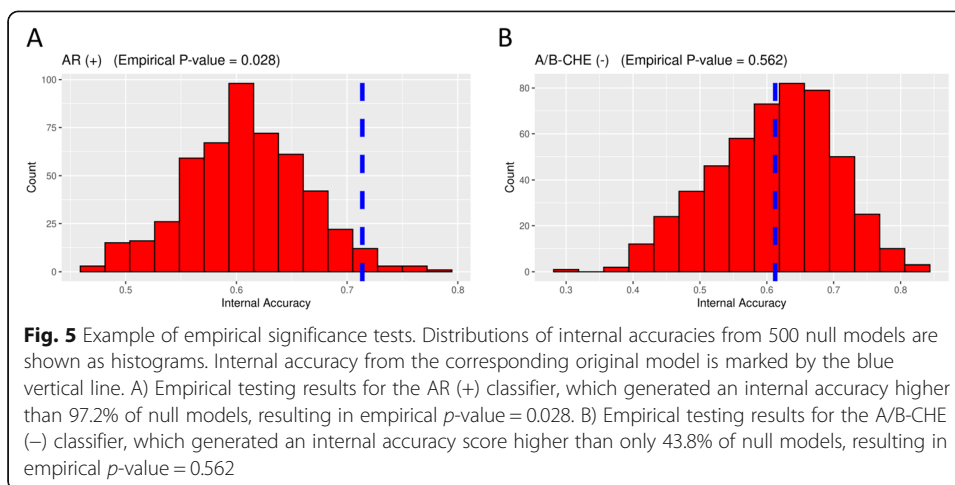 A
AR (+) (Empirical P-value = 0.028)
100
75
50
25
0
Count
0.5 0.6 0.7 0.8
Internal Accuracy
B
A/B-CHE (-) (Empirical P-value = 0.562)
80
60
40
20
0
Count
0.3 0.4 0.5 0.6 0.7 0.8
Internal Accuracy
Fig. 5 Example of empirical significance tests. Distributions of internal accuracies from 500 null models are
shown as histograms. Internal accuracy from the corresponding original model is marked by the blue
vertical line. A) Empirical testing results for the AR (+) classifier, which generated an internal accuracy higher
than 97.2% of null models, resulting in empirical p-value = 0.028. B) Empirical testing results for the A/B-CHE
(−) classifier, which generated an internal accuracy score higher than only 43.8% of null models, resulting in
empirical p-value = 0.562